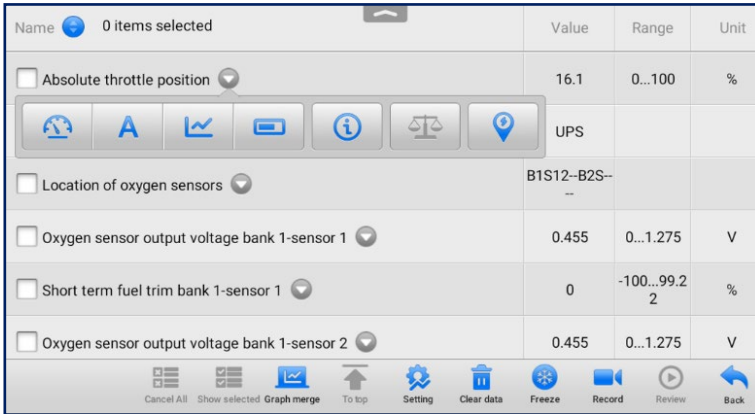 Name 0 items selected Value Range Unit
Absolute throttle position 16.1 0...100 %
A
UPS
Location of oxygen sensors B1S12--B2S--
--
Oxygen sensor output voltage bank 1-sensor 1 0.455 0...1.275 V
Short term fuel trim bank 1-sensor 1 0 -100...99.2
2 %
Oxygen sensor output voltage bank 1-sensor 2 0.455 0...1.275 V
Cancel All Show selected Graph merge To top Setting Clear data Freeze Record Review Back